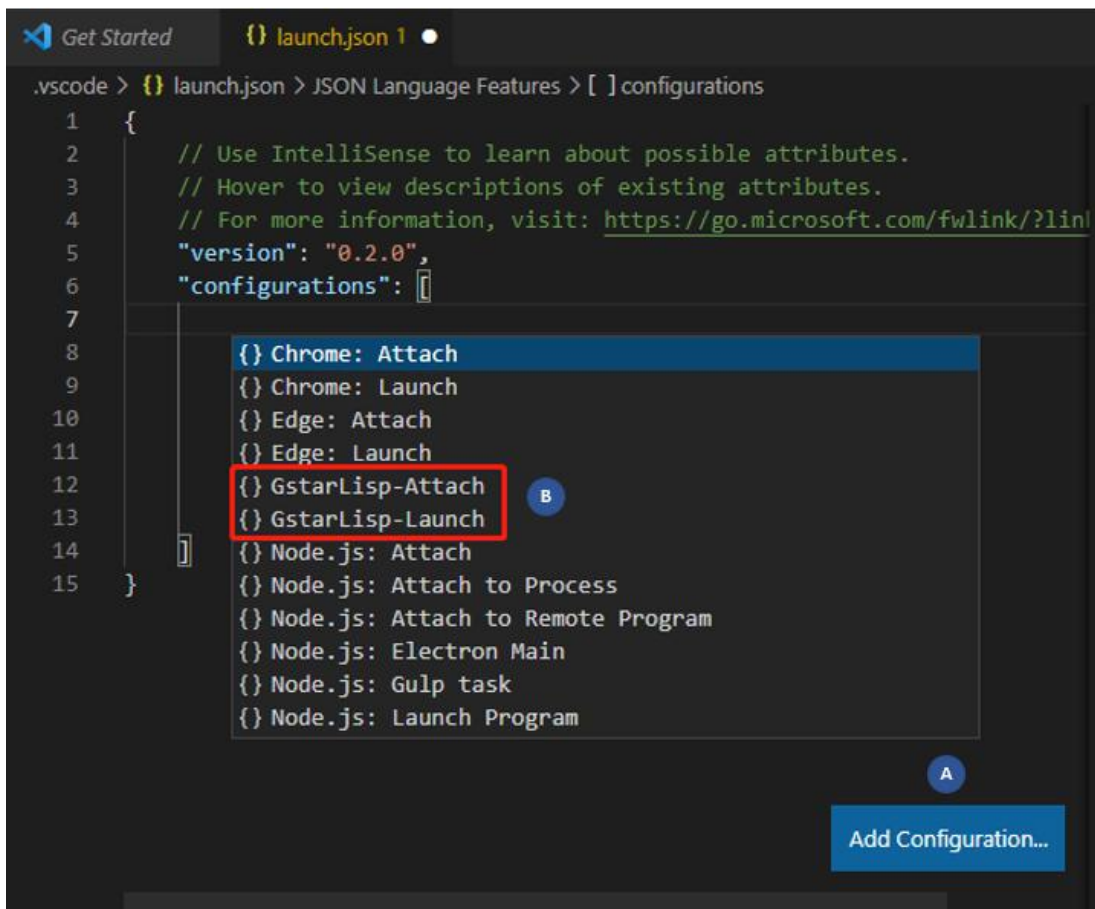 Get Started {} launch.json 1 ●
.vscode > {} launch.json > JSON Language Features > [ ] configurations
1 {
2 // Use IntelliSense to learn about possible attributes.
3 // Hover to view descriptions of existing attributes.
4 // For more information, visit: https://go.microsoft.com/fwlink/?lin
5 "version": "0.2.0",
6 "configurations": [
7
8 {} Chrome: Attach
9 {} Chrome: Launch
10 {} Edge: Attach
11 {} Edge: Launch
12 {} GstarLisp-Attach
B
13 {} GstarLisp-Launch
14 ] {} Node.js: Attach
15 } {} Node.js: Attach to Process
{} Node.js: Attach to Remote Program
{} Node.js: Electron Main
{} Node.js: Gulp task
{} Node.js: Launch Program
A
Add Configuration...